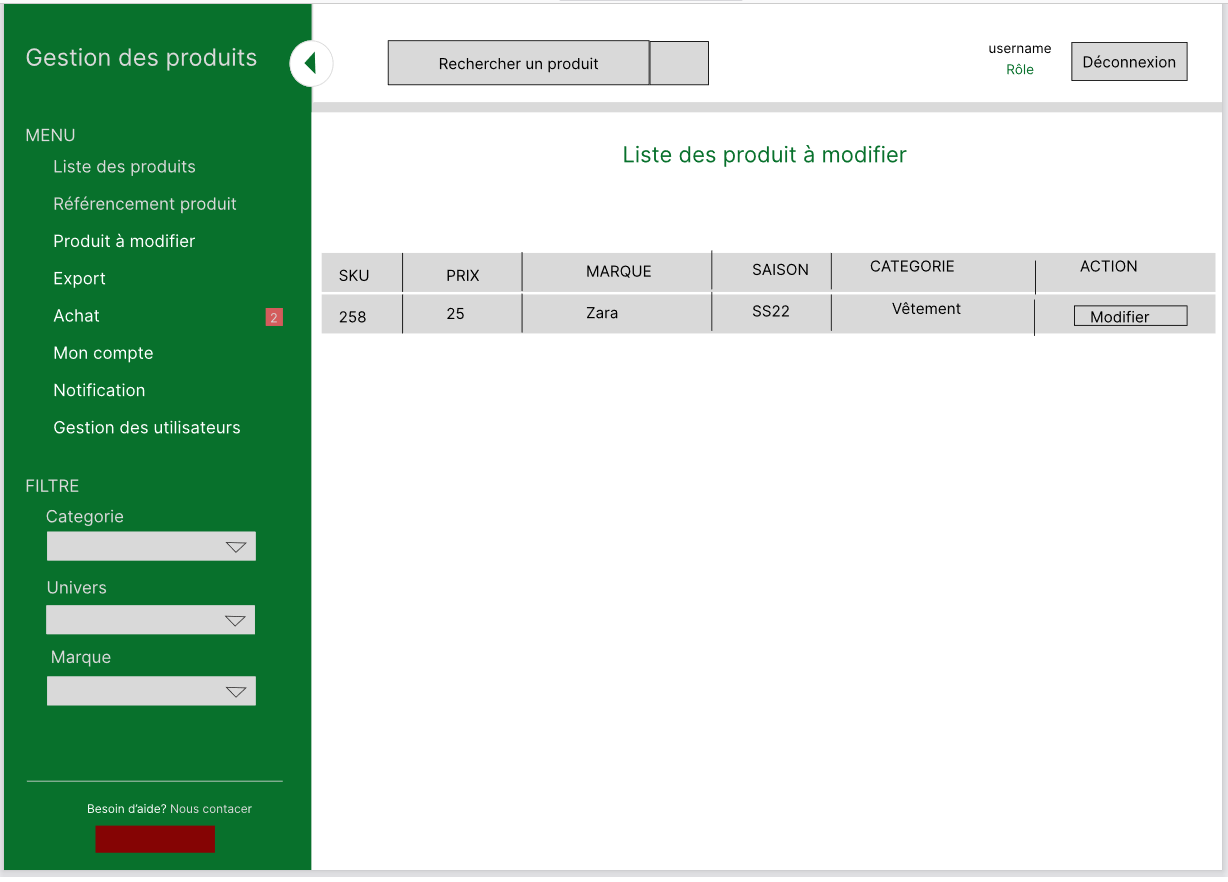 Gestion des produits
Rechercher un produit
username
Rôle
Déconnexion
MENU
Liste des produits
Référencement produit
Produit à modifier
Export
Achat 2
Mon compte
Notification
Gestion des utilisateurs
FILTRE
Categorie
Univers
Marque
Besoin d'aide? Nous contacer
Liste des produit à modifier
SKU PRIX MARQUE SAISON CATEGORIE ACTION
258 25 Zara SS22 Vêtement Modifier